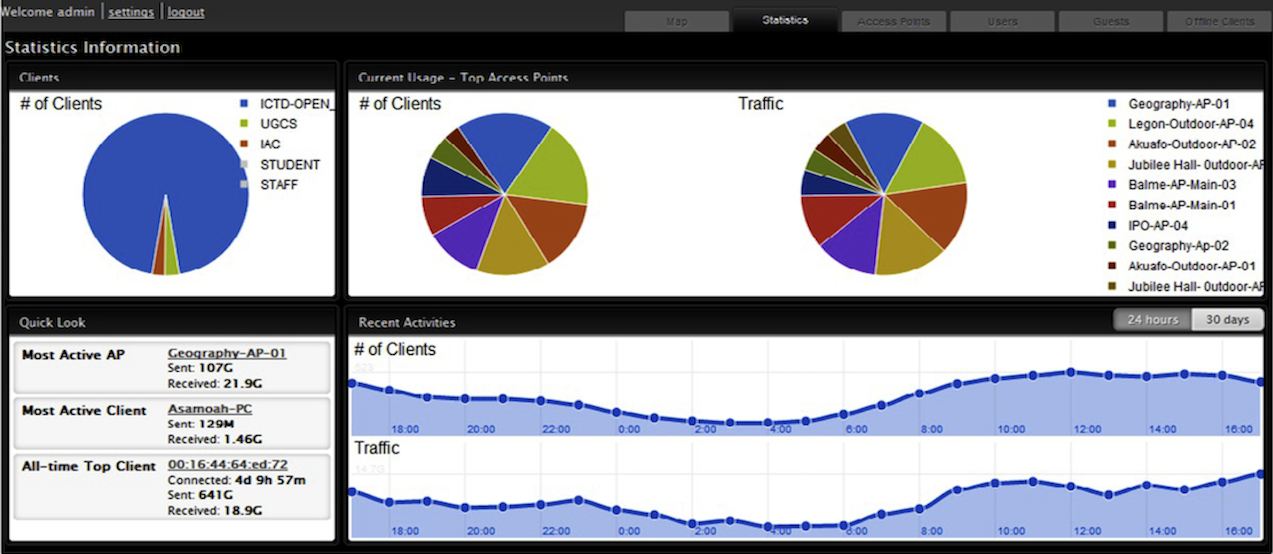 Welcome admin | settings | logout
Map
Statistics
Access Points
Users
Guests
Offline Clients
Statistics Information
Clients
# of Clients
ICTD-OPEN_
UGCS
IAC
STUDENT
STAFF
Current Usage - Top Access Points
# of Clients
Traffic
Geography-AP-01
Legon-Outdoor-AP-04
Akuafo-Outdoor-AP-02
Jubilee Hall- 0utdoor-AP
Balme-AP-Main-03
Balme-AP-Main-01
IPO-AP-04
Geography-Ap-02
Akuafo-Outdoor-AP-01
Jubilee Hall- 0utdoor-AP
Quick Look
Most Active AP
Geography-AP-01
Sent: 107G
Received: 21.9G
Most Active Client
Asamoah-PC
Sent: 129M
Received: 1.46G
All-time Top Client
00:16:44:64:ed:72
Connected: 4d 9h 57m
Sent: 641G
Received: 18.9G
Recent Activities
24 hours
30 days
# of Clients
523
18:00 20:00 22:00 0:00 2:00 4:00 6:00 8:00 10:00 12:00 14:00 16:00
Traffic
14.7G
18:00 20:00 22:00 0:00 2:00 4:00 6:00 8:00 10:00 12:00 14:00 16:00